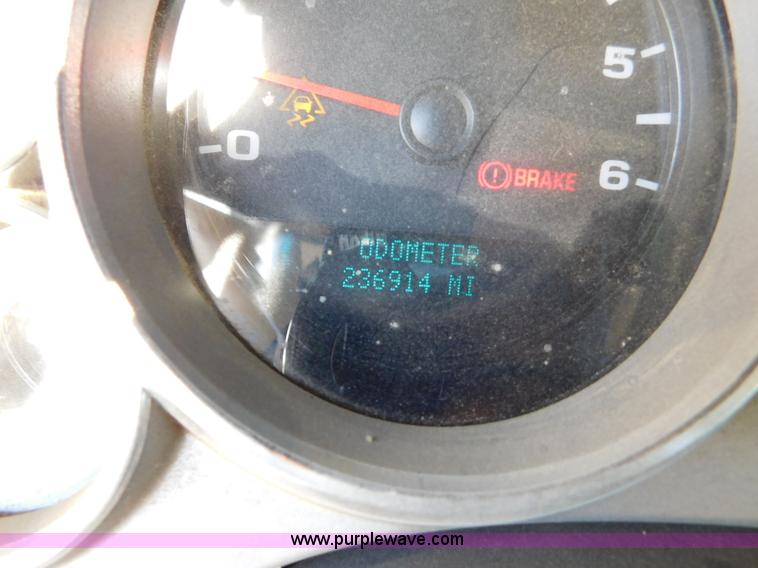 5
0
BRAKE
6
ODOMETER
236914 MI
www.purplewave.com